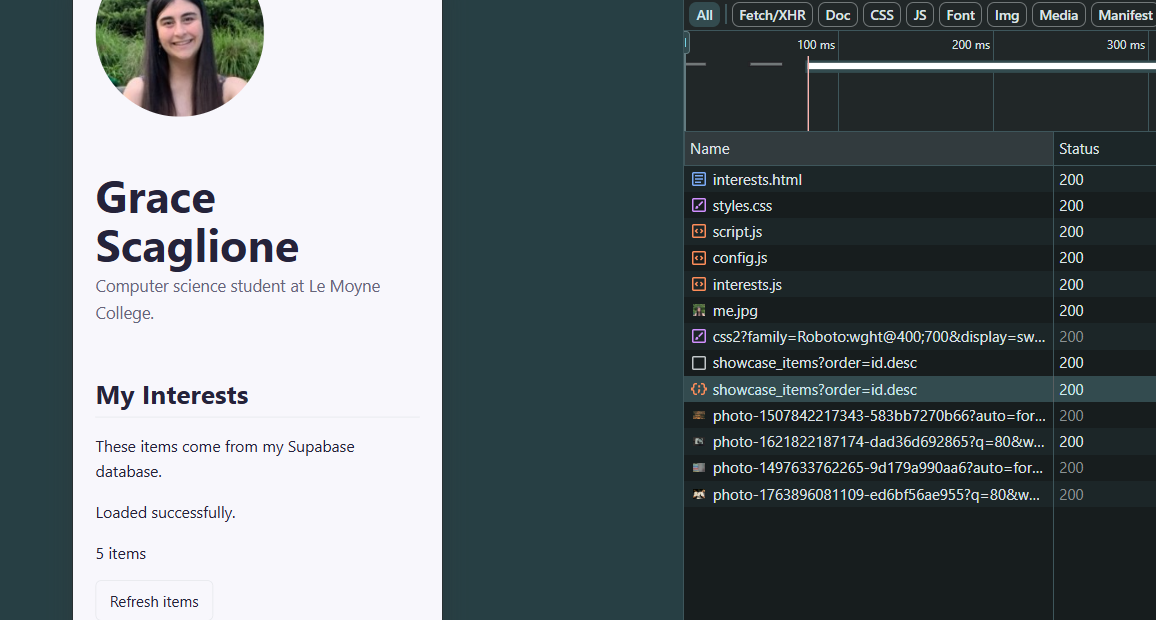 Grace
Scaglione
Computer science student at Le Moyne
College.
My Interests
These items come from my Supabase
database.
Loaded successfully.
5 items
Refresh items
All
Fetch/XHR
Doc
CSS
JS
Font
Img
Media
Manifest
100 ms
200 ms
300 ms
Name Status
interests.html 200
styles.css 200
script.js 200
config.js 200
interests.js 200
me.jpg 200
css2?family=Roboto:wght@400;700&display=sw... 200
showcase_items?order=id.desc 200
showcase_items?order=id.desc 200
photo-1507842217343-583bb7270b66?auto=for... 200
photo-1621822187174-dad36d692865?q=80&w... 200
photo-1497633762265-9d179a990aa6?auto=for... 200
photo-1763896081109-ed6bf56ae955?q=80&w... 200